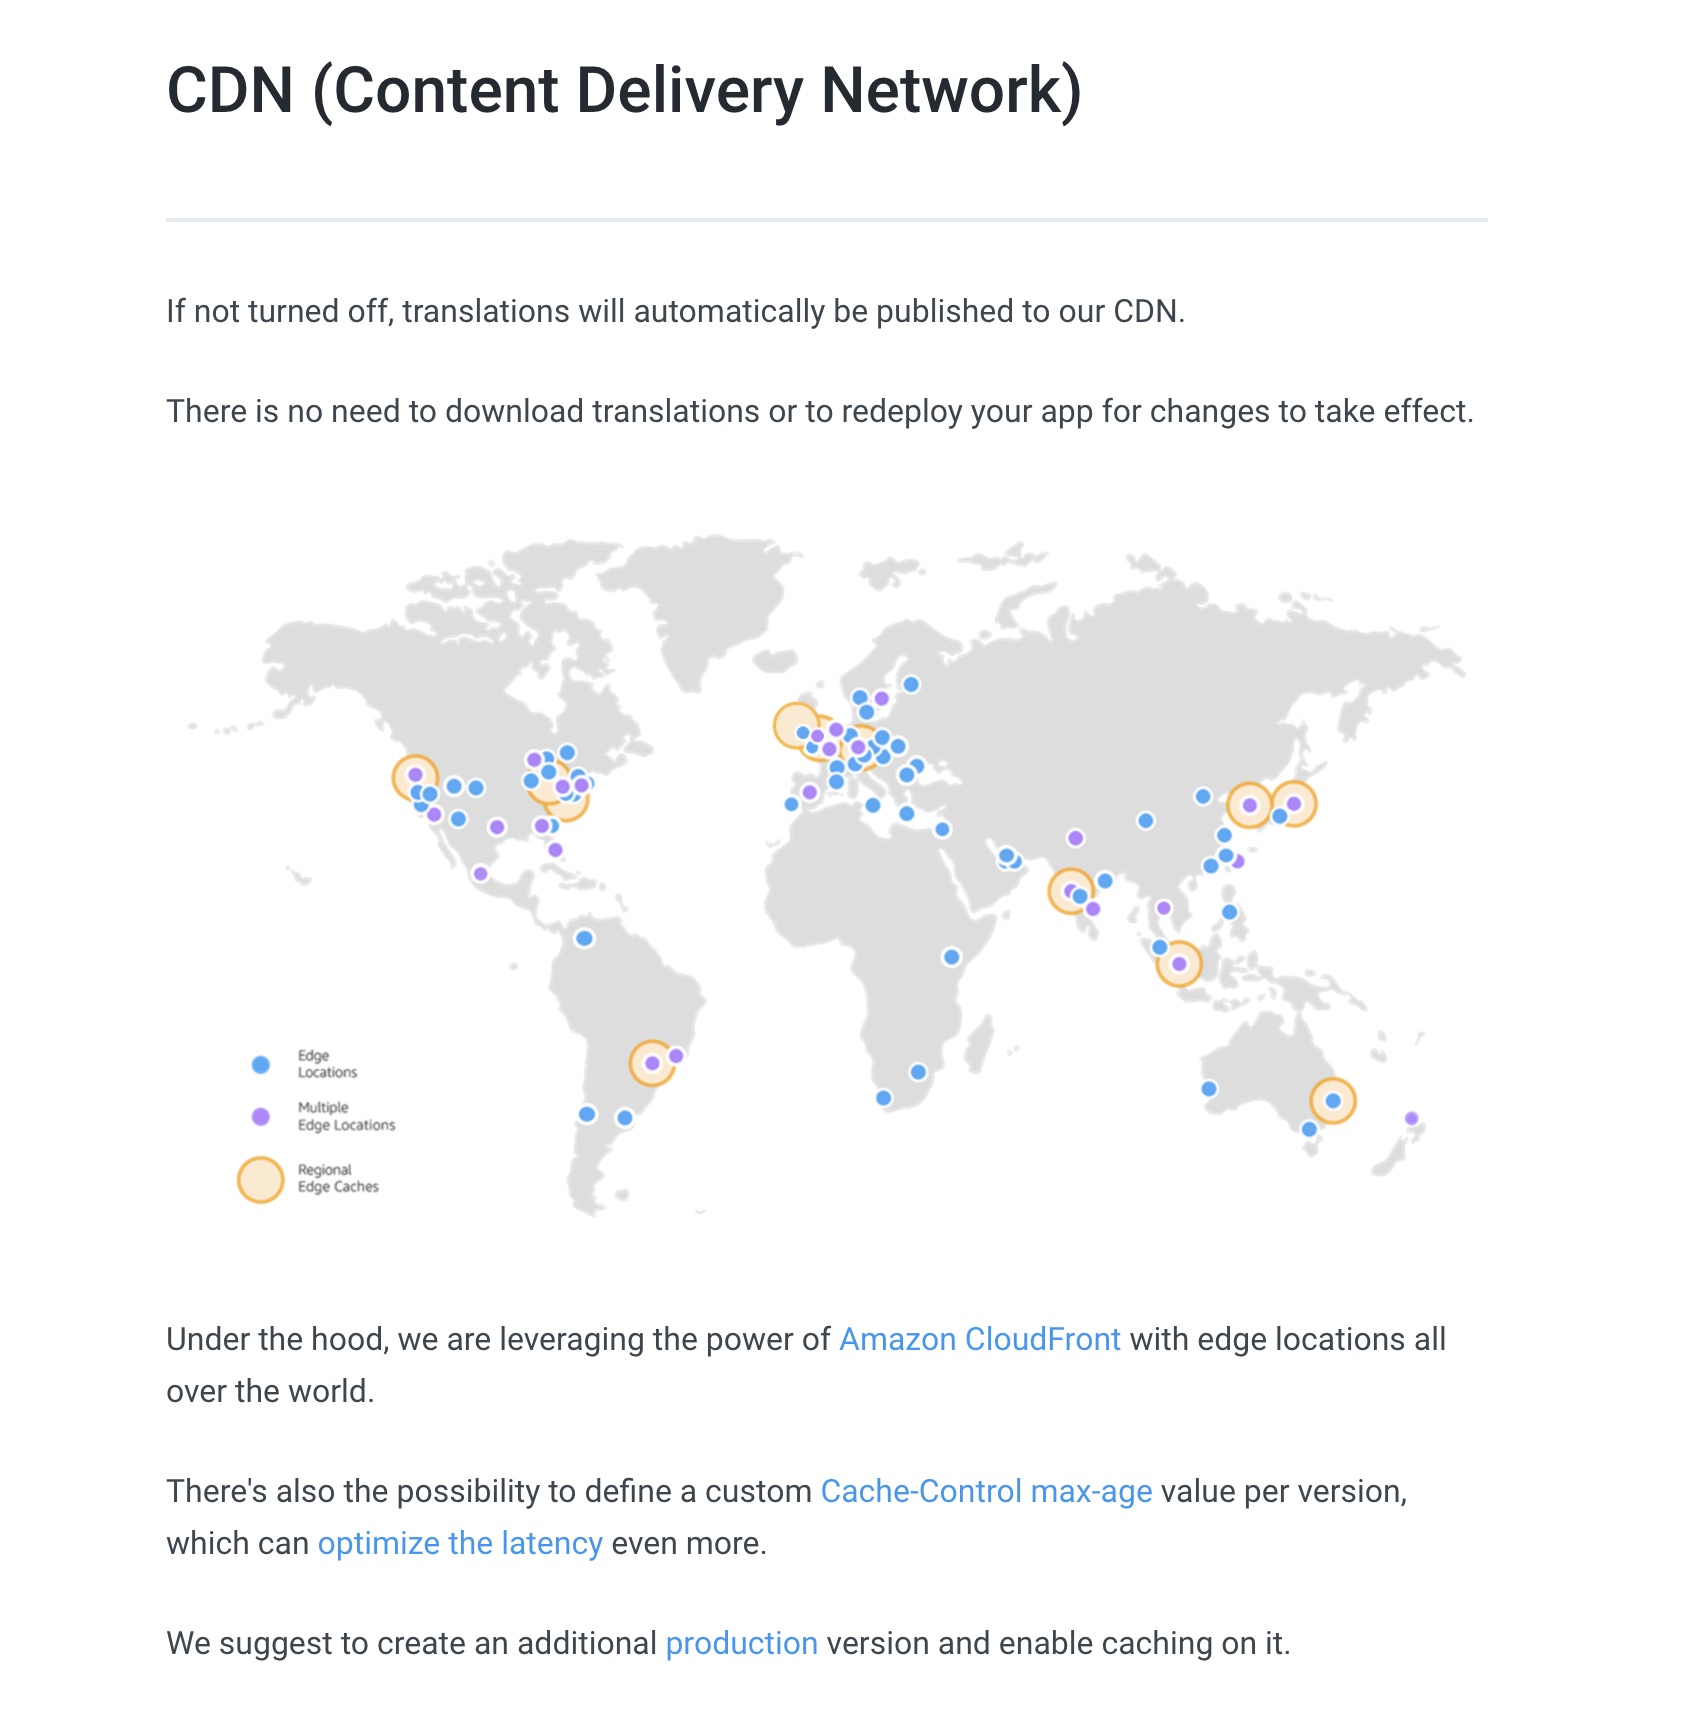 CDN (Content Delivery Network)
If not turned off, translations will automatically be published to our CDN.
There is no need to download translations or to redeploy your app for changes to take effect.
Edge
Locations
Multiple
Edge Locations
Regional
Edge Caches
Under the hood, we are leveraging the power of Amazon CloudFront with edge locations all
over the world.
There's also the possibility to define a custom Cache-Control max-age value per version,
which can optimize the latency even more.
We suggest to create an additional production version and enable caching on it.